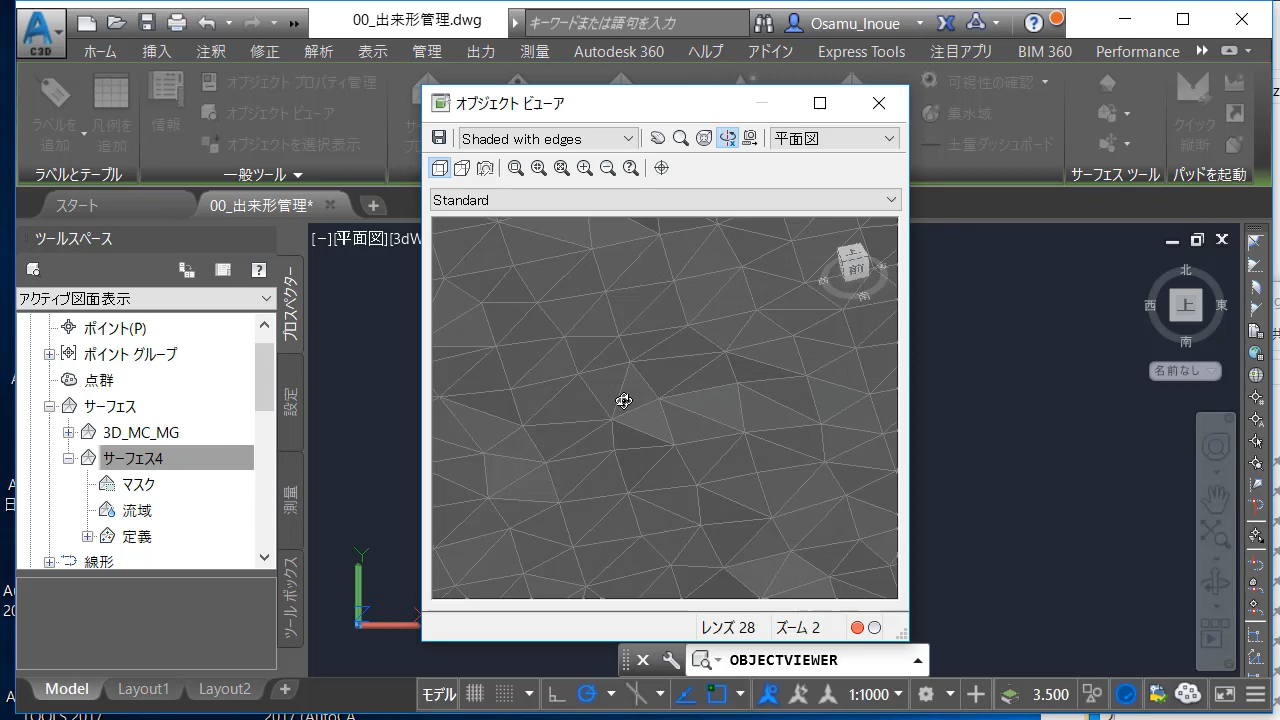 00_出来形管理.dwg
キーワードまたは語句を入力
Osamu_Inoue
C3D
ホーム 挿入 注釈 修正 解析 表示 管理 出力 測量 Autodesk 360 ヘルプ アドイン Express Tools 注目アプリ BIM 360 Performance
ラベルを追加
凡例を追加
情報
オブジェクト プロパティ管理
オブジェクト ビューア
オブジェクトを選択表示
可視性の確認
集水域
土量ダッシュボード
クイック縦断
ラベルとテーブル 一般ツール サーフェス ツール パッドを起動
スタート 00_出来形管理*
ツールスペース
アクティブ図面表示
ポイント(P)
ポイント グループ
点群
サーフェス
3D_MC_MG
サーフェス4
マスク
流域
定義
線形
プロスペクター
設定
測量
ツール ボックス
[−][平面図][3dW
オブジェクト ビューア
Shaded with edges
平面図
Standard
上
前
南
レンズ 28 ズーム 2
北
西 上 東
南
名前なし
Y
OBJECTVIEWER
Model Layout1 Layout2
モデル 1:1000 3.500
TOOLS 2017 2017 (AutoCA